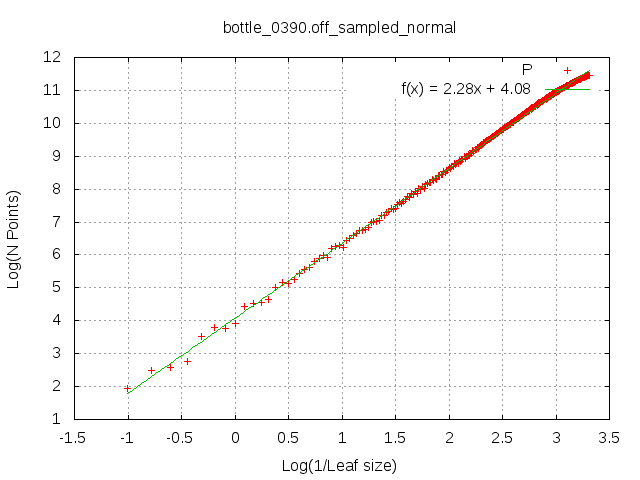 bottle_0390.off_sampled_normal
12
11
10
9
8
7
6
5
4
3
2
1
P
f(x) = 2.28x + 4.08
Log(N Points)
-1.5 -1 -0.5 0 0.5 1 1.5 2 2.5 3 3.5
Log(1/Leaf size)